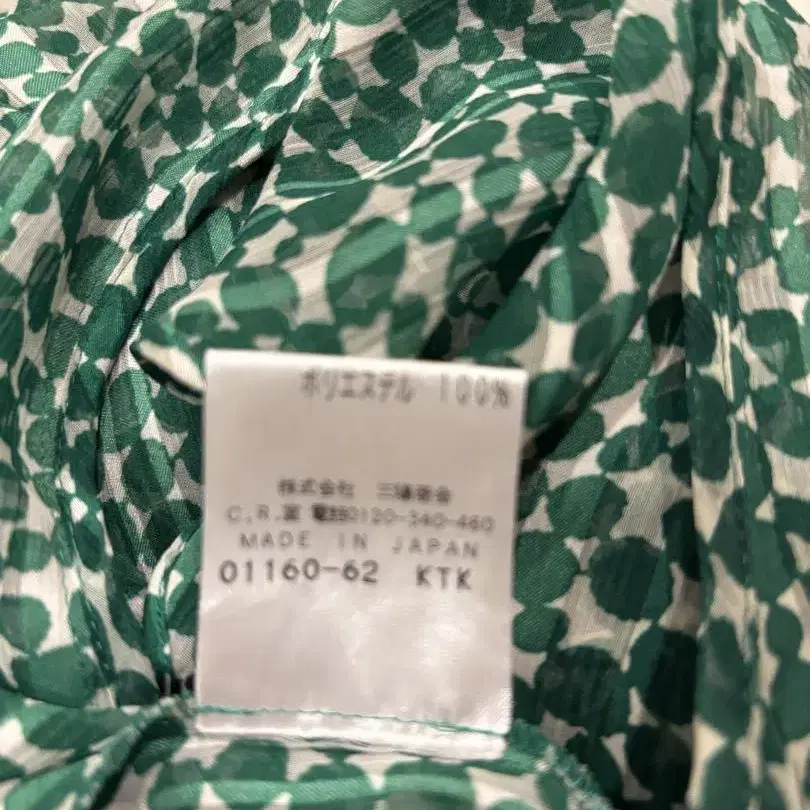 ポリエステル 100%
株式会社 三陽商会
C.R.室 電話0120-340-460
MADE IN JAPAN
01160-62 KTK